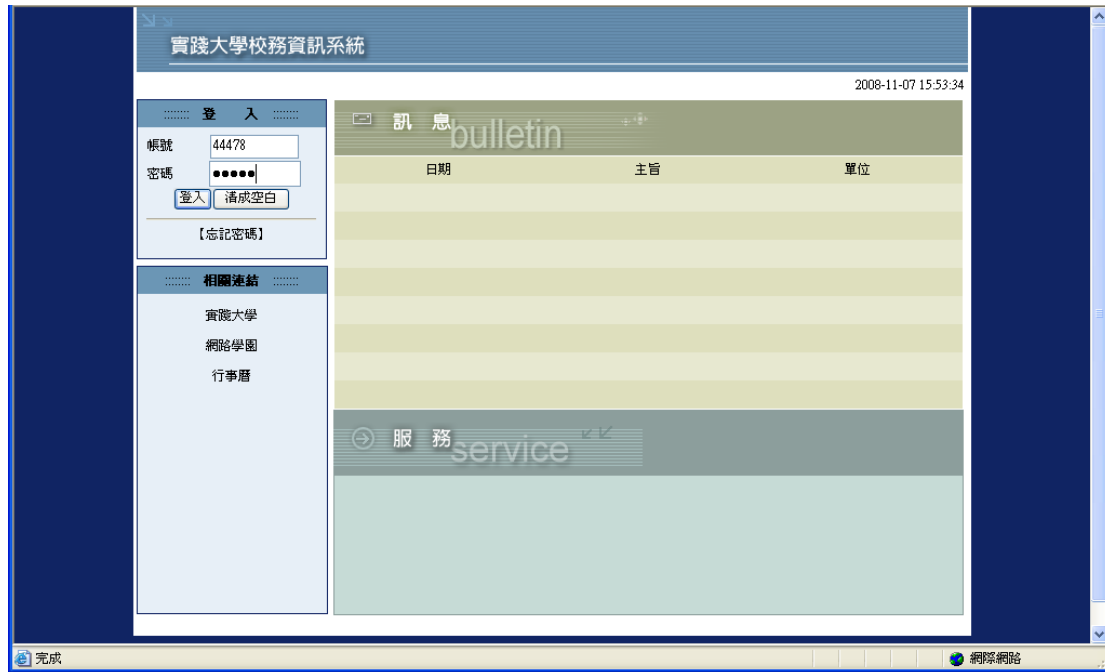 實踐大學校務資訊系統
2008-11-07 15:53:34
登 入
帳號 44478
密碼 ●●●●●
登入 清成空白
【忘記密碼】
相關連結
實踐大學
網路學園
行事曆
訊 息 bulletin
日期 主旨 單位
服 務 service
完成 網際網路